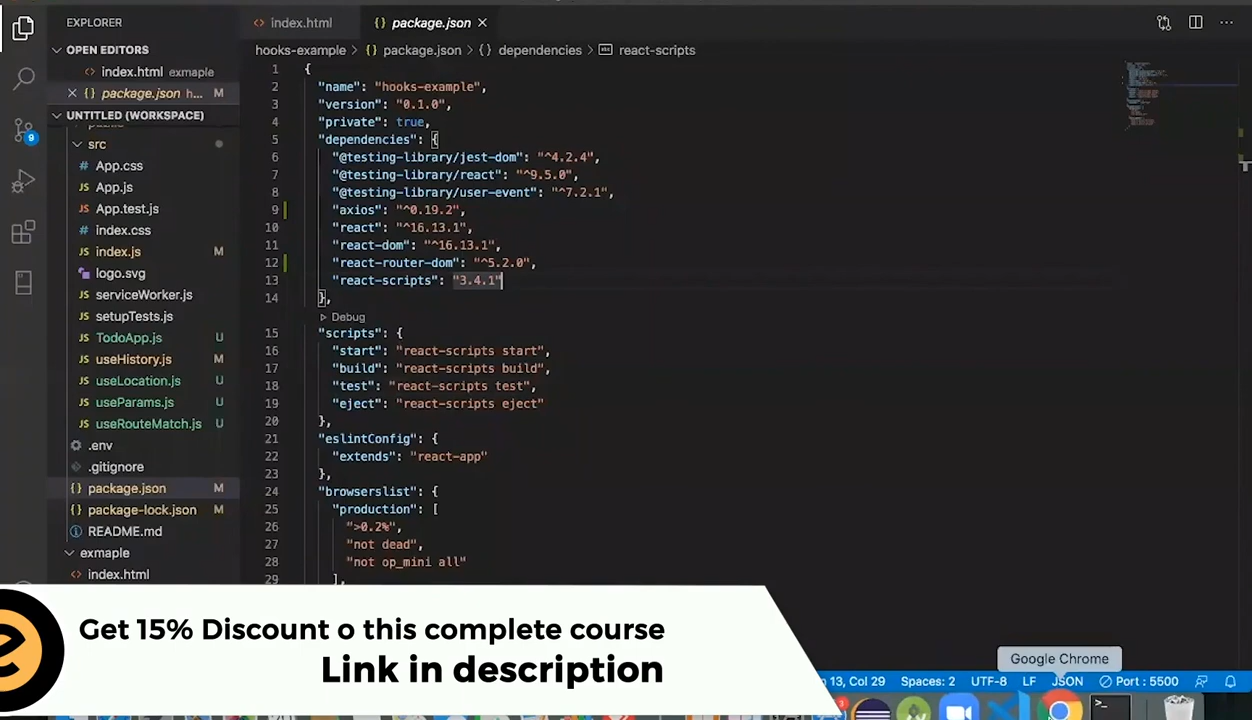 EXPLORER
index.html
package.json
hooks-example > package.json > dependencies > react-scripts
OPEN EDITORS
index.html exmaple
package.json h... M
UNTITLED (WORKSPACE)
src
App.css
App.js
App.test.js
index.css
index.js M
logo.svg
serviceWorker.js
setupTests.js
TodoApp.js U
useHistory.js M
useLocation.js U
useParams.js U
useRouteMatch.js U
.env
.gitignore
package.json M
package-lock.json M
README.md
exmaple
index.html
9
1 {
2 "name": "hooks-example",
3 "version": "0.1.0",
4 "private": true,
5 "dependencies": {
6 "@testing-library/jest-dom": "^4.2.4",
7 "@testing-library/react": "^9.5.0",
8 "@testing-library/user-event": "^7.2.1",
9 "axios": "^0.19.2",
10 "react": "^16.13.1",
11 "react-dom": "^16.13.1",
12 "react-router-dom": "^5.2.0",
13 "react-scripts": "3.4.1"
14 },
Debug
15 "scripts": {
16 "start": "react-scripts start",
17 "build": "react-scripts build",
18 "test": "react-scripts test",
19 "eject": "react-scripts eject"
20 },
21 "eslintConfig": {
22 "extends": "react-app"
23 },
24 "browserslist": {
25 "production": [
26 ">0.2%",
27 "not dead",
28 "not op_mini all"
29 ],
Get 15% Discount o this complete course
Link in description
Google Chrome
13, Col 29 Spaces: 2 UTF-8 LF JSON Port : 5500